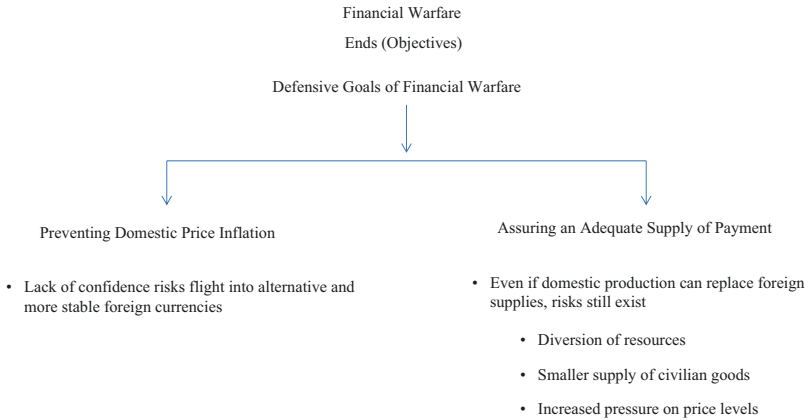 Financial Warfare
Ends (Objectives)
Defensive Goals of Financial Warfare
Preventing Domestic Price Inflation
• Lack of confidence risks flight into alternative and
more stable foreign currencies
Assuring an Adequate Supply of Payment
• Even if domestic production can replace foreign
supplies, risks still exist
• Diversion of resources
• Smaller supply of civilian goods
• Increased pressure on price levels